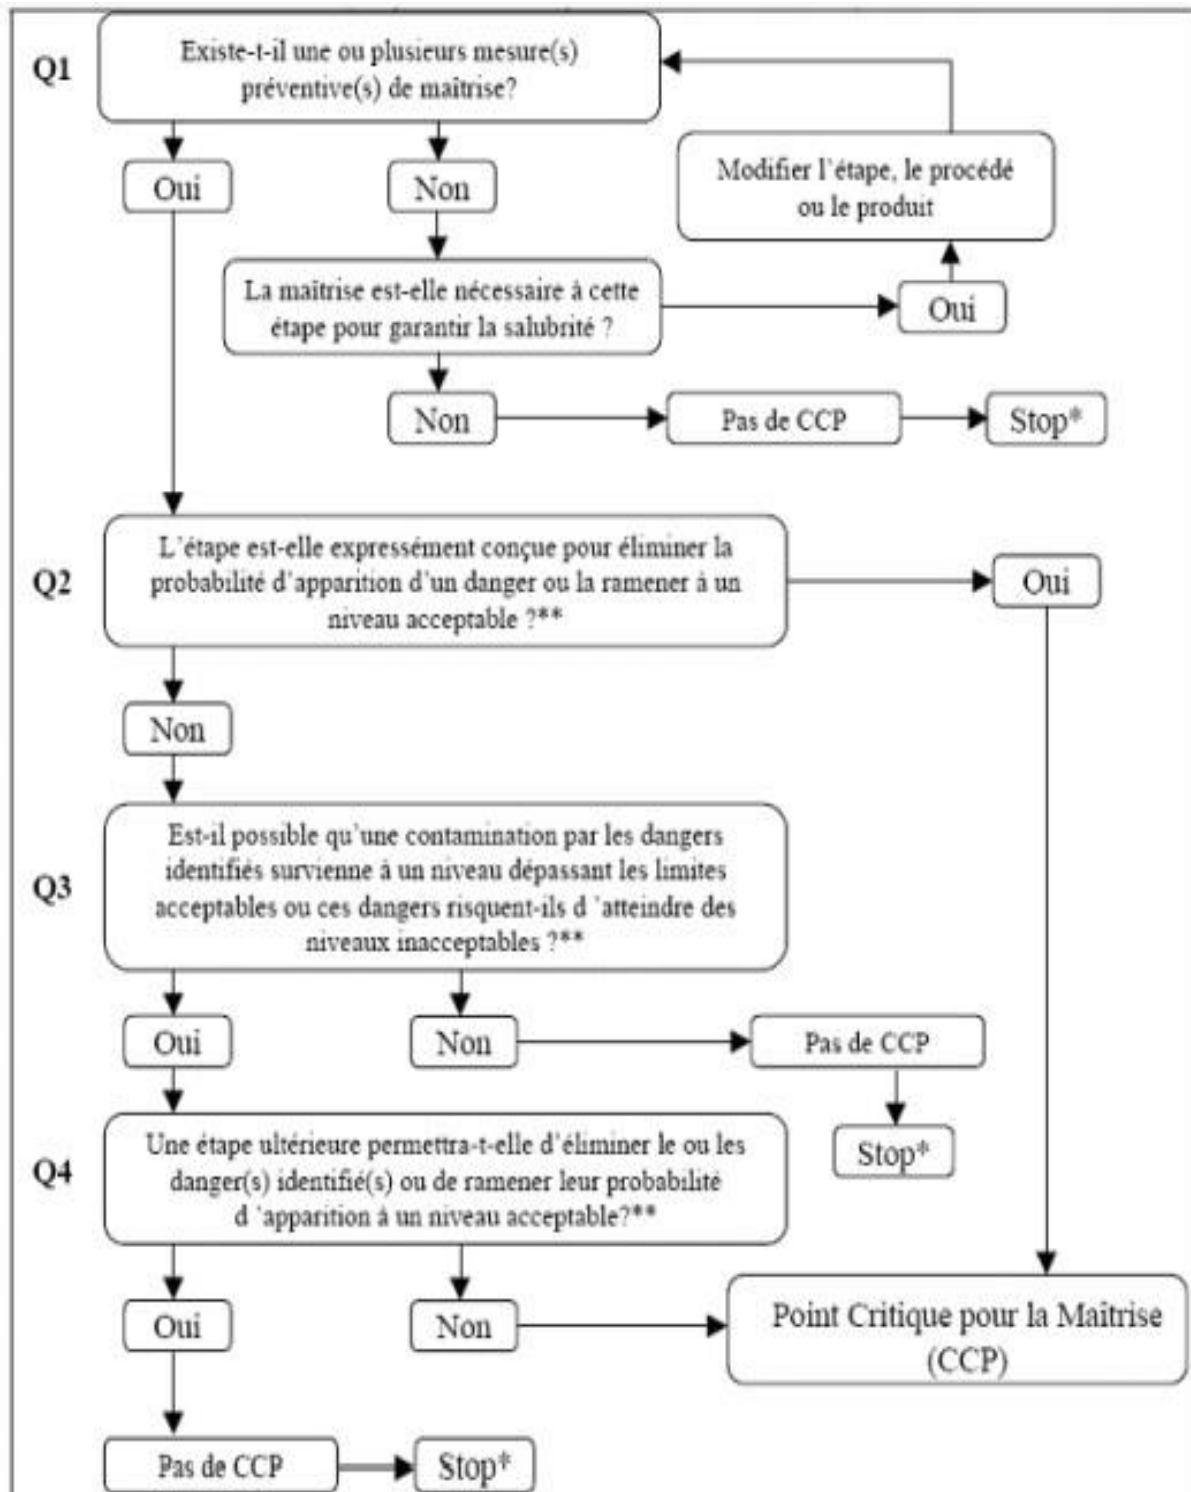 Q1
Existe-t-il une ou plusieurs mesure(s)
préventive(s) de maîtrise?
Oui
Non
Modifier l'étape, le procédé
ou le produit
La maîtrise est-elle nécessaire à cette
étape pour garantir la salubrité ?
Oui
Non
Pas de CCP
Stop*
Q2
L'étape est-elle expressément conçue pour éliminer la
probabilité d'apparition d'un danger ou la ramener à un
niveau acceptable ?**
Oui
Non
Q3
Est-il possible qu'une contamination par les dangers
identifiés survienne à un niveau dépassant les limites
acceptables ou ces dangers risquent-ils d 'atteindre des
niveaux inacceptables ?**
Oui
Non
Pas de CCP
Stop*
Q4
Une étape ultérieure permettra-t-elle d'éliminer le ou les
danger(s) identifié(s) ou de ramener leur probabilité
d 'apparition à un niveau acceptable?**
Oui
Non
Point Critique pour la Maîtrise
(CCP)
Pas de CCP
Stop*